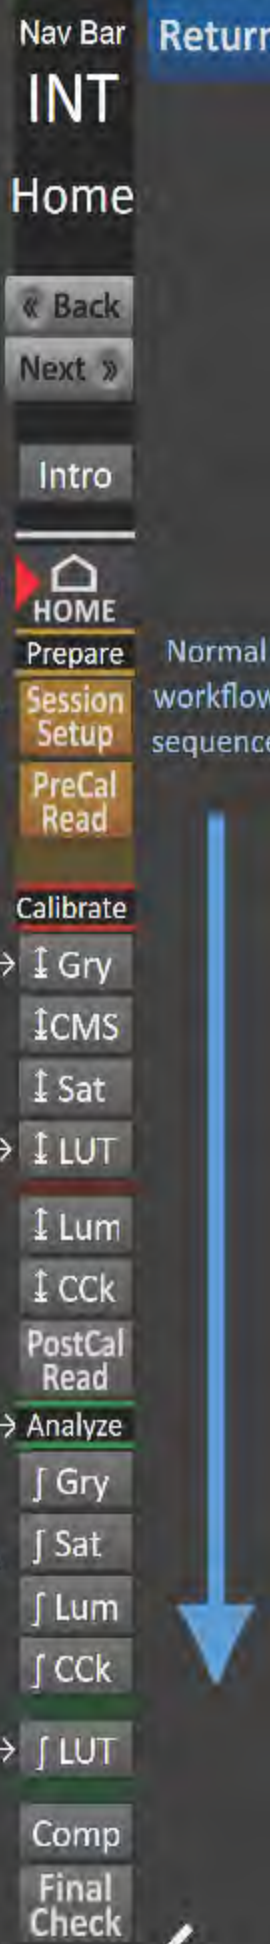 Nav Bar
Return
INT
Home
« Back
Next »
Intro
HOME
Prepare
Normal
workflow
sequence
Session
Setup
PreCal
Read
Calibrate
→ ↨ Gry
↨CMS
↨ Sat
→ ↨ LUT
↨ Lum
↨ CCk
PostCal
Read
→ Analyze
∫ Gry
∫ Sat
∫ Lum
∫ CCk
→ ∫ LUT
Comp
Final
Check